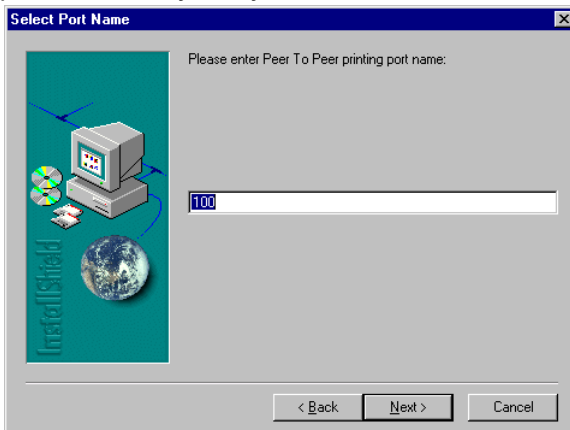 Select Port Name
Please enter Peer To Peer printing port name:
100
InstallShield
< Back
Next >
Cancel